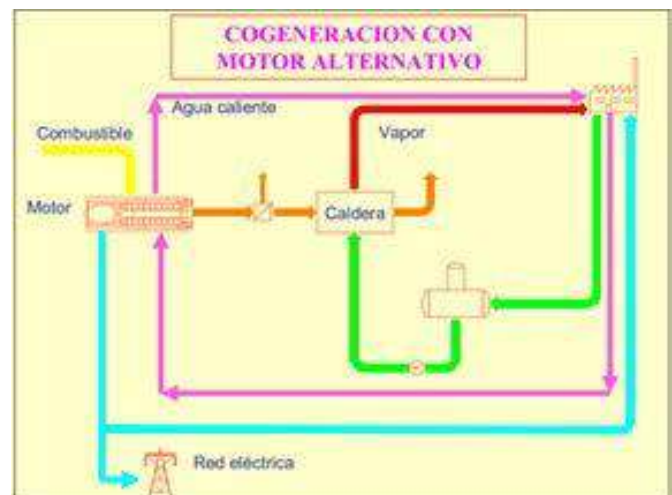 COGENERACION CON
MOTOR ALTERNATIVO
Agua caliente
Combustible
Vapor
Motor
Caldera
Red eléctrica